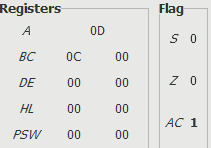 Registers Flag
A 0D S 0
BC 0C 00
DE 00 00 Z 0
HL 00 00
PSW 00 00 AC 1